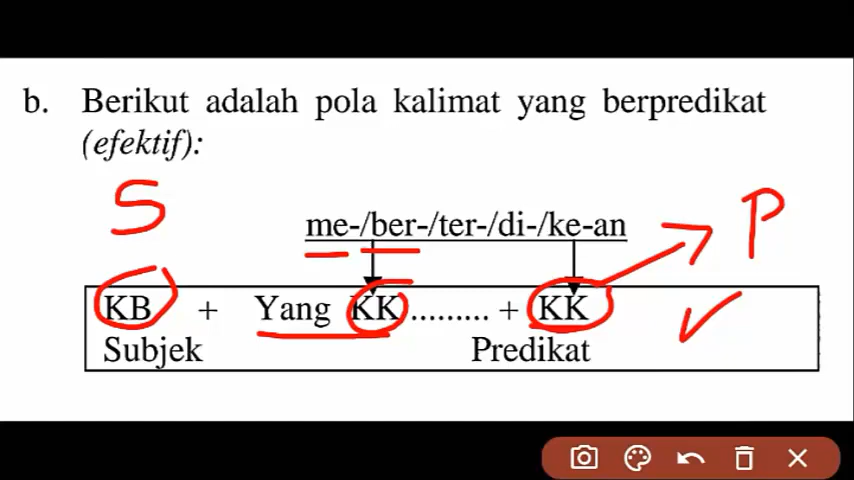 b. Berikut adalah pola kalimat yang berpredikat
(efektif):
S
P
me-/ber-/ter-/di-/ke-an
KB + Yang KK ......... + KK
Subjek Predikat